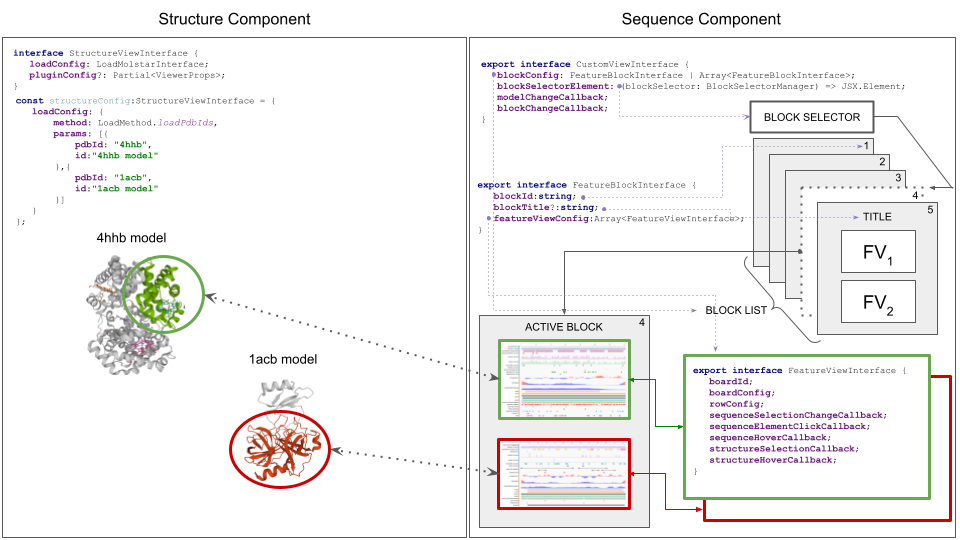 Structure Component
interface StructureViewInterface {
loadConfig: LoadMolstarInterface;
pluginConfig?: Partial<ViewerProps>;
}
const structureConfig:StructureViewInterface = {
loadConfig: {
method: LoadMethod.loadPdbIds,
params: [{
pdbId: "4hhb",
id:"4hhb model"
},{
pdbId: "1acb",
id:"1acb model"
}]
}
};
4hhb model
1acb model
Sequence Component
export interface CustomViewInterface {
blockConfig: FeatureBlockInterface | Array<FeatureBlockInterface>;
blockSelectorElement: (blockSelector: BlockSelectorManager) => JSX.Element;
modelChangeCallback;
blockChangeCallback;
}
BLOCK SELECTOR
1
2
3
4
5
export interface FeatureBlockInterface {
blockId:string;
blockTitle?:string;
featureViewConfig:Array<FeatureViewInterface>;
}
TITLE
FV1
FV2
BLOCK LIST
ACTIVE BLOCK
4
export interface FeatureViewInterface {
boardId;
boardConfig;
rowConfig;
sequenceSelectionChangeCallback;
sequenceElementClickCallback;
sequenceHoverCallback;
structureSelectionCallback;
structureHoverCallback;
}